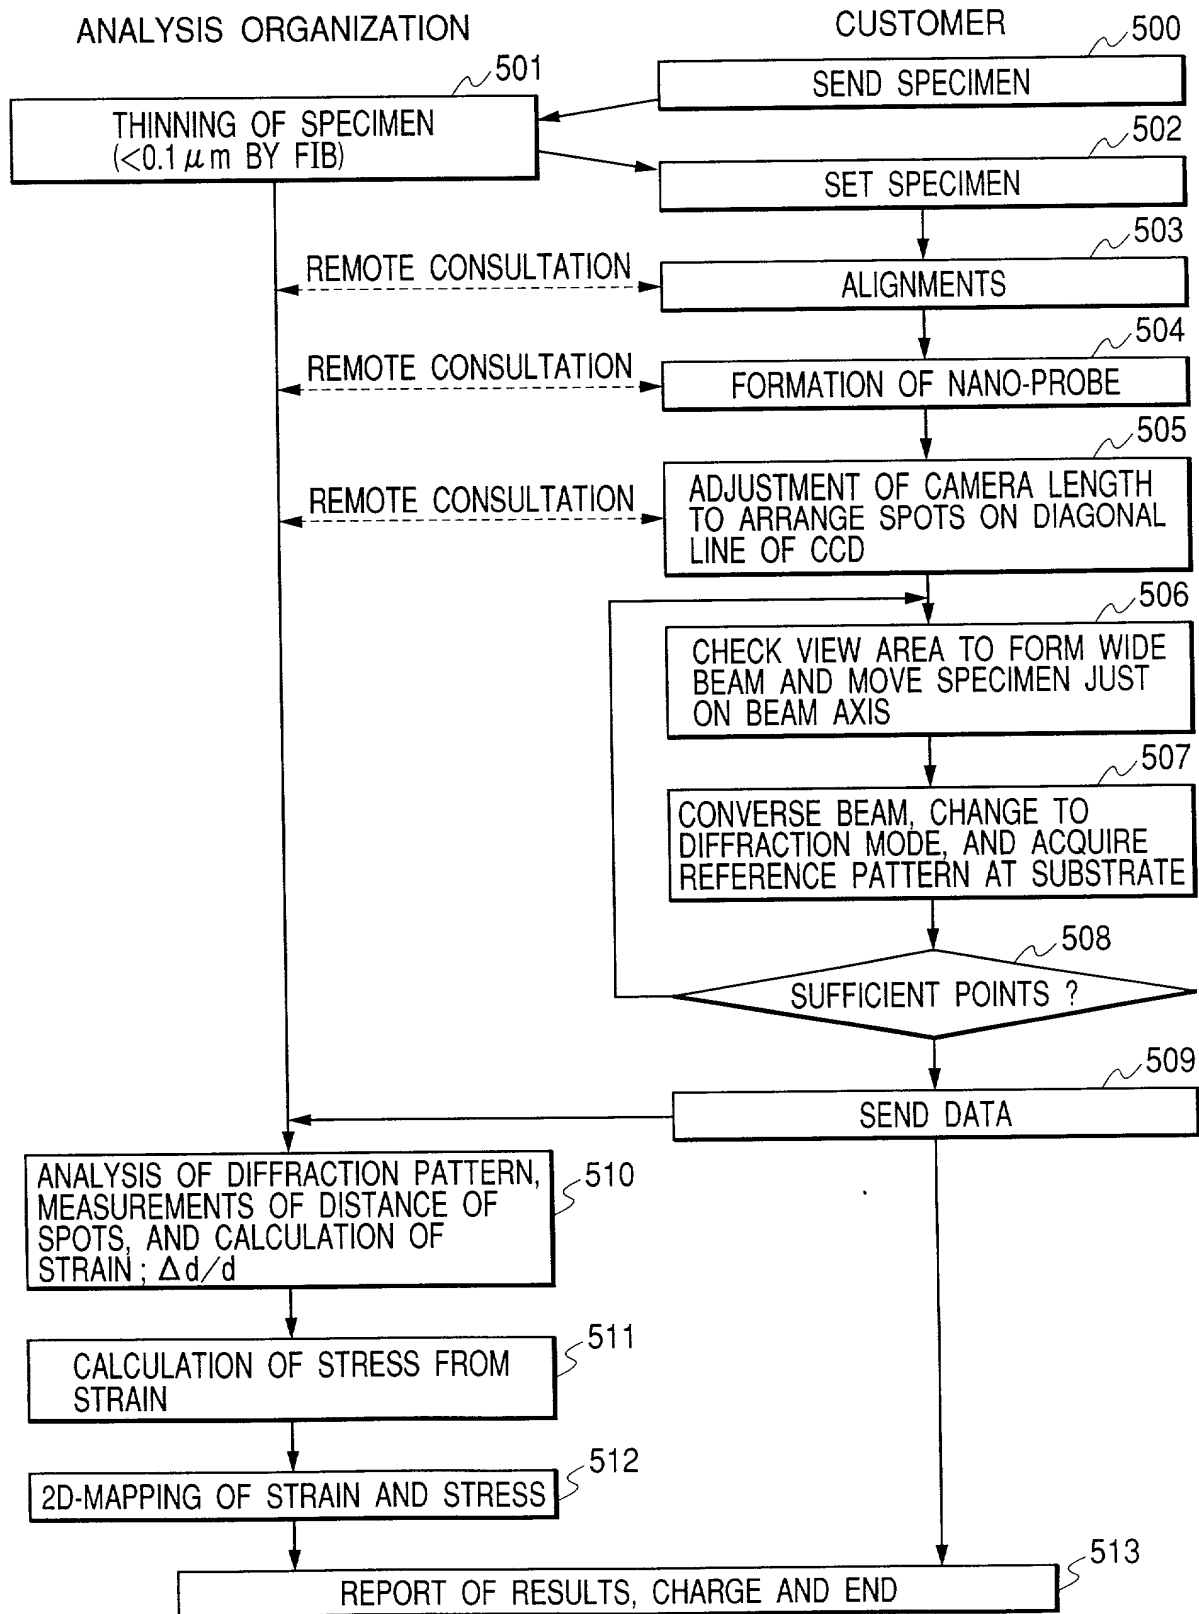 ANALYSIS ORGANIZATION
CUSTOMER
500
SEND SPECIMEN
501
THINNING OF SPECIMEN
(<0.1 μm BY FIB)
502
SET SPECIMEN
503
REMOTE CONSULTATION
ALIGNMENTS
504
REMOTE CONSULTATION
FORMATION OF NANO-PROBE
505
REMOTE CONSULTATION
ADJUSTMENT OF CAMERA LENGTH
TO ARRANGE SPOTS ON DIAGONAL
LINE OF CCD
506
CHECK VIEW AREA TO FORM WIDE
BEAM AND MOVE SPECIMEN JUST
ON BEAM AXIS
507
CONVERSE BEAM, CHANGE TO
DIFFRACTION MODE, AND ACQUIRE
REFERENCE PATTERN AT SUBSTRATE
508
SUFFICIENT POINTS ?
509
SEND DATA
510
ANALYSIS OF DIFFRACTION PATTERN,
MEASUREMENTS OF DISTANCE OF
SPOTS, AND CALCULATION OF
STRAIN ; Δd/d
511
CALCULATION OF STRESS FROM
STRAIN
512
2D-MAPPING OF STRAIN AND STRESS
513
REPORT OF RESULTS, CHARGE AND END